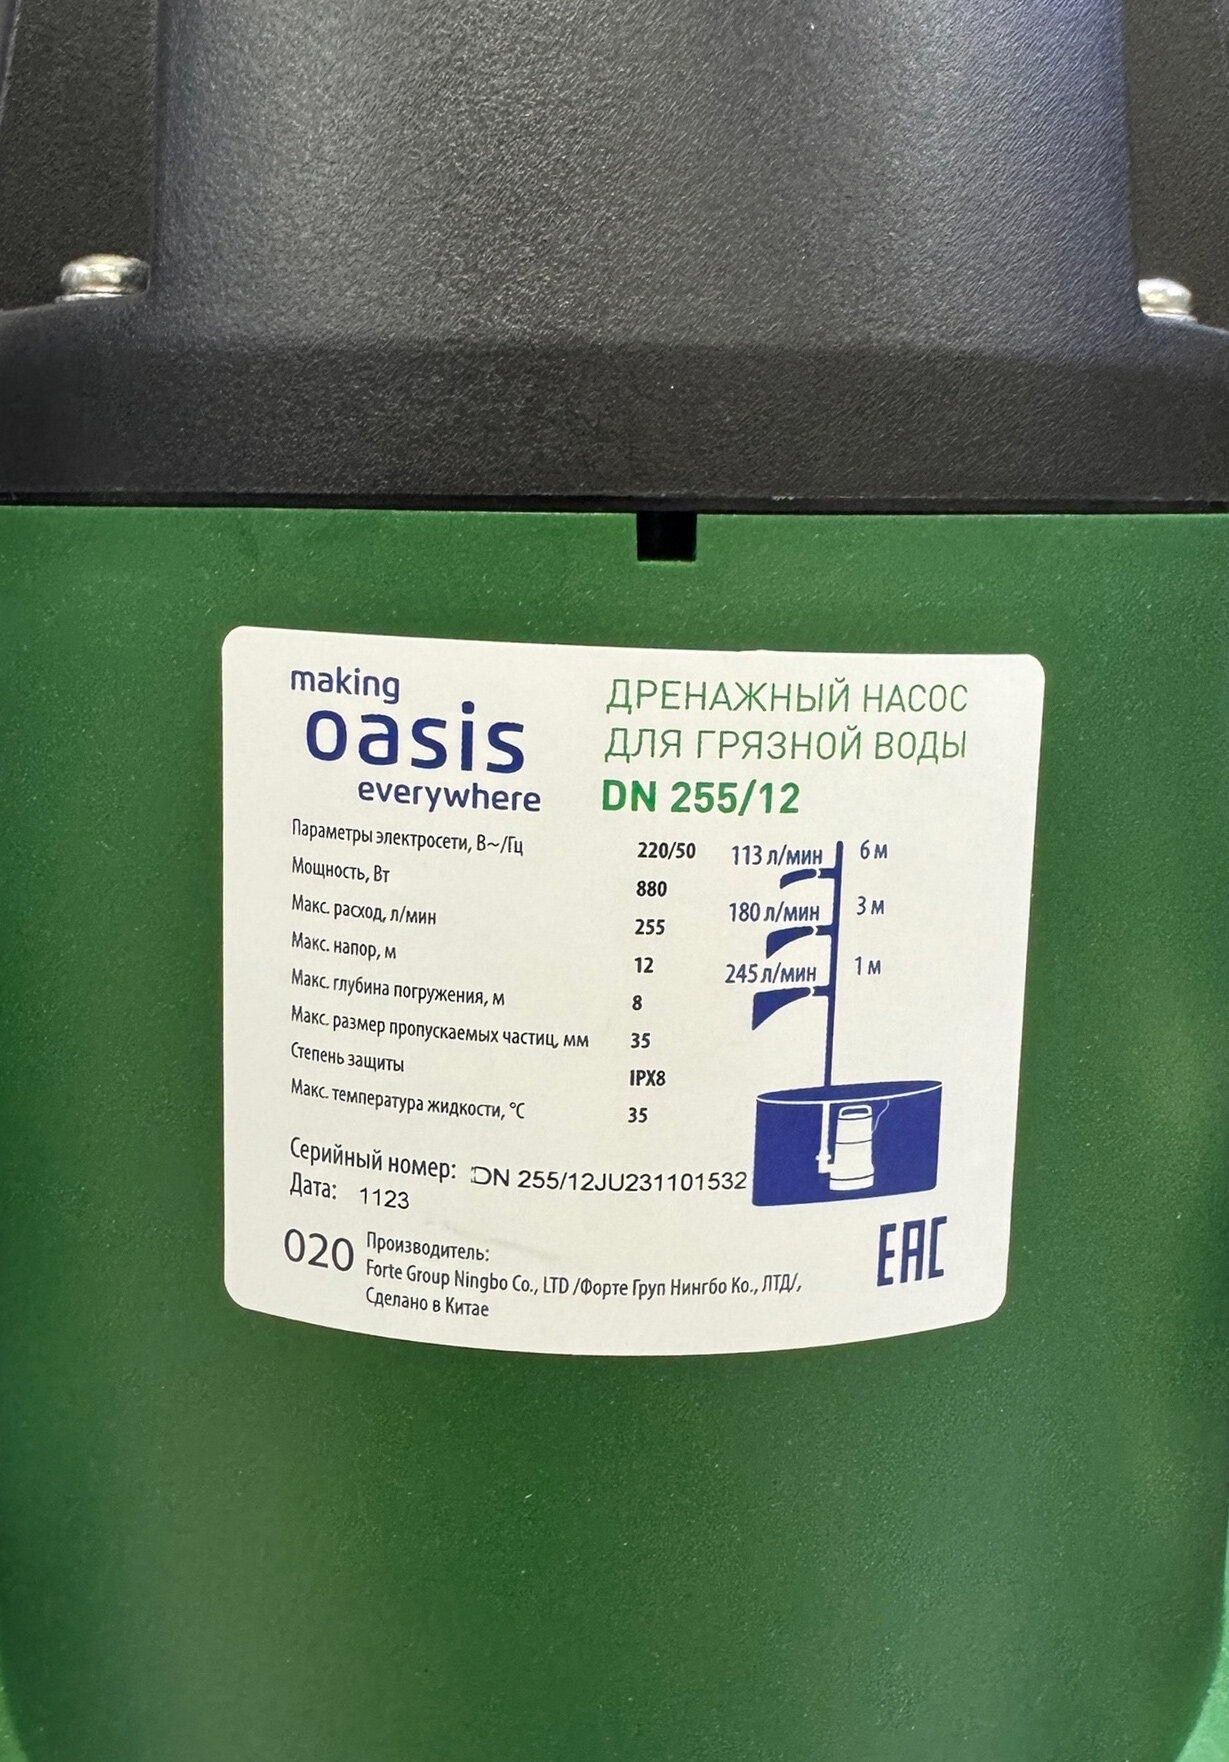 making
oasis
everywhere
ДРЕНАЖНЫЙ НАСОС
ДЛЯ ГРЯЗНОЙ ВОДЫ
DN 255/12
Параметры электросети, В~/Гц 220/50
Мощность, Вт 880
Макс. расход, л/мин 255
Макс. напор, м 12
Макс. глубина погружения, м 8
Макс. размер пропускаемых частиц, мм 35
Степень защиты IPX8
Макс. температура жидкости, °С 35
113 л/мин 6 м
180 л/мин 3 м
245 л/мин 1 м
Серийный номер: DN 255/12JU231101532
Дата: 1123
020
Производитель:
Forte Group Ningbo Co., LTD /Форте Груп Нингбо Ко., ЛТД/,
Сделано в Китае
EAC